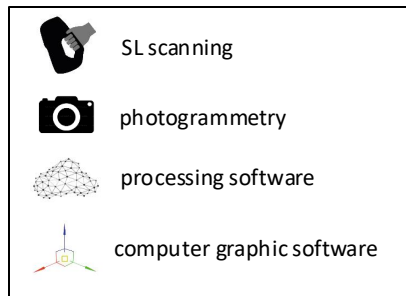 SL scanning
photogrammetry
processing software
computer graphic software